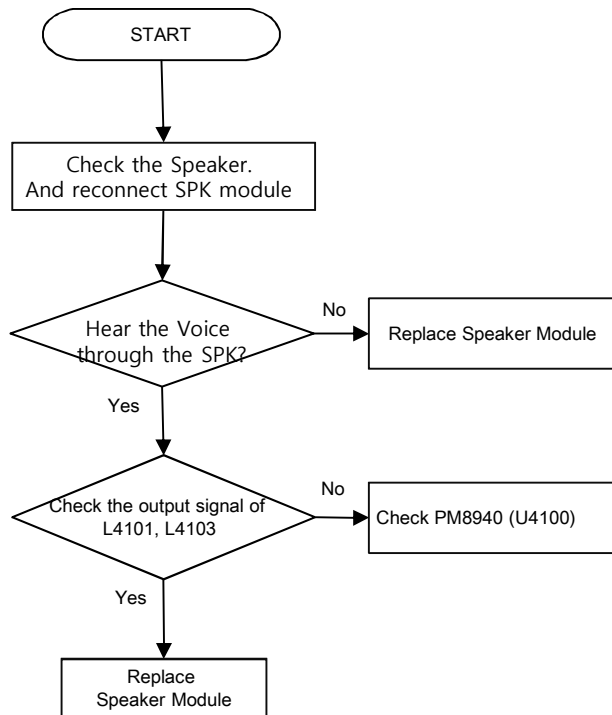 START
Check the Speaker.
And reconnect SPK module
Hear the Voice
through the SPK?
No
Replace Speaker Module
Yes
Check the output signal of
L4101, L4103
No
Check PM8940 (U4100)
Yes
Replace
Speaker Module